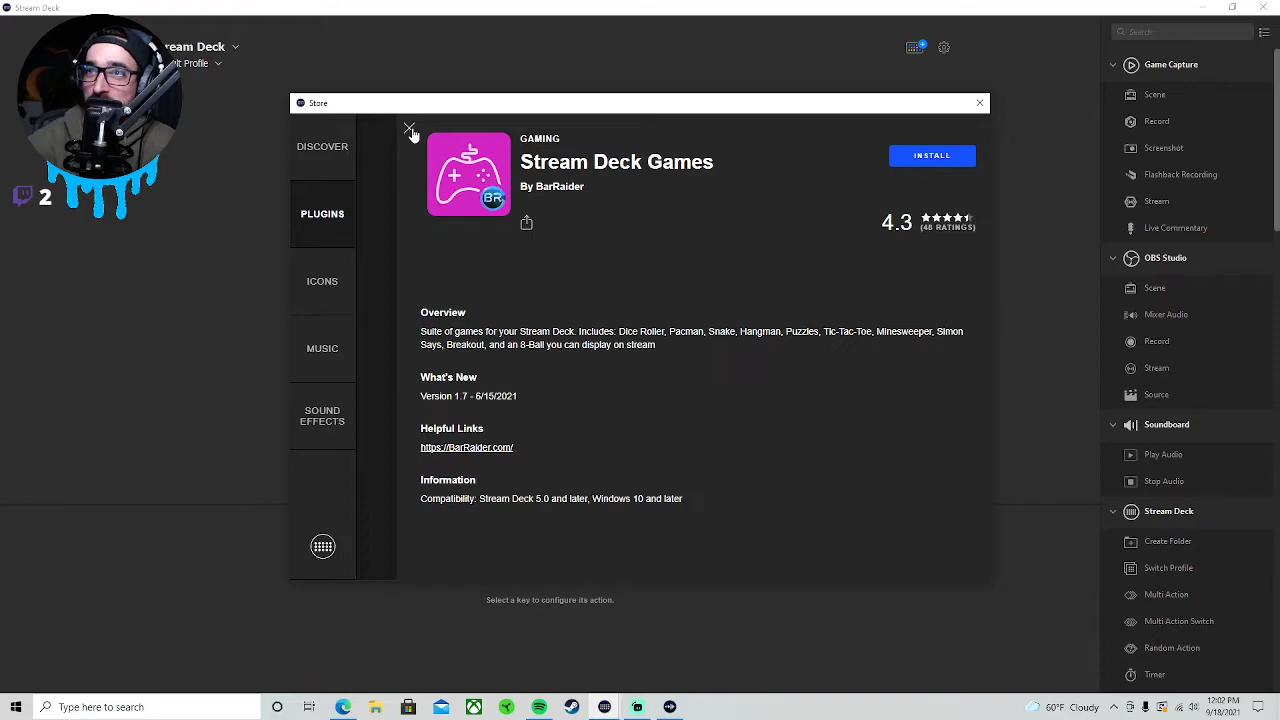 Stream Deck
ream Deck
ult Profile
2
Search
Game Capture
Scene
Record
Screenshot
Flashback Recording
Stream
Live Commentary
OBS Studio
Scene
Mixer Audio
Record
Stream
Source
Soundboard
Play Audio
Stop Audio
Stream Deck
Create Folder
Switch Profile
Multi Action
Multi Action Switch
Random Action
Timer
Store
DISCOVER
PLUGINS
ICONS
MUSIC
SOUND
EFFECTS
GAMING
Stream Deck Games
By BarRaider
BR
INSTALL
4.3
(48 RATINGS)
Overview
Suite of games for your Stream Deck. Includes: Dice Roller, Pacman, Snake, Hangman, Puzzles, Tic-Tac-Toe, Minesweeper, Simon
Says, Breakout, and an 8-Ball you can display on stream
What's New
Version 1.7 - 6/15/2021
Helpful Links
https://BarRaider.com/
Information
Compatibility: Stream Deck 5.0 and later, Windows 10 and later
Select a key to configure its action.
Type here to search
60°F Cloudy
12:02 PM
9/18/2021